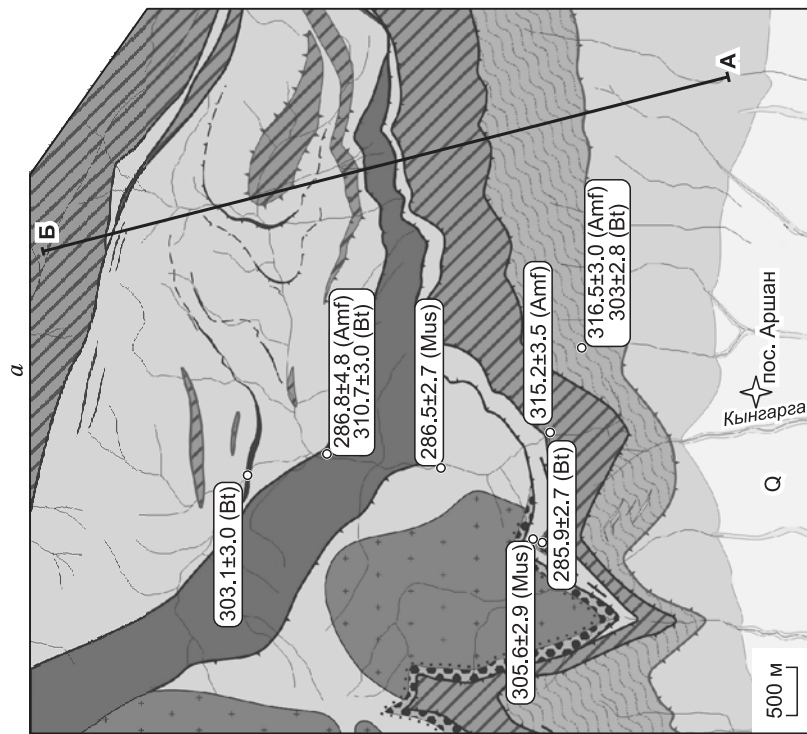 а
Б
286.8±4.8 (Amf)
310.7±3.0 (Bt)
303.1±3.0 (Bt)
286.5±2.7 (Mus)
315.2±3.5 (Amf)
316.5±3.0 (Amf)
303±2.8 (Bt)
285.9±2.7 (Bt)
305.6±2.9 (Mus)
А
пос. Аршан
Кынгарга
Q
500 м